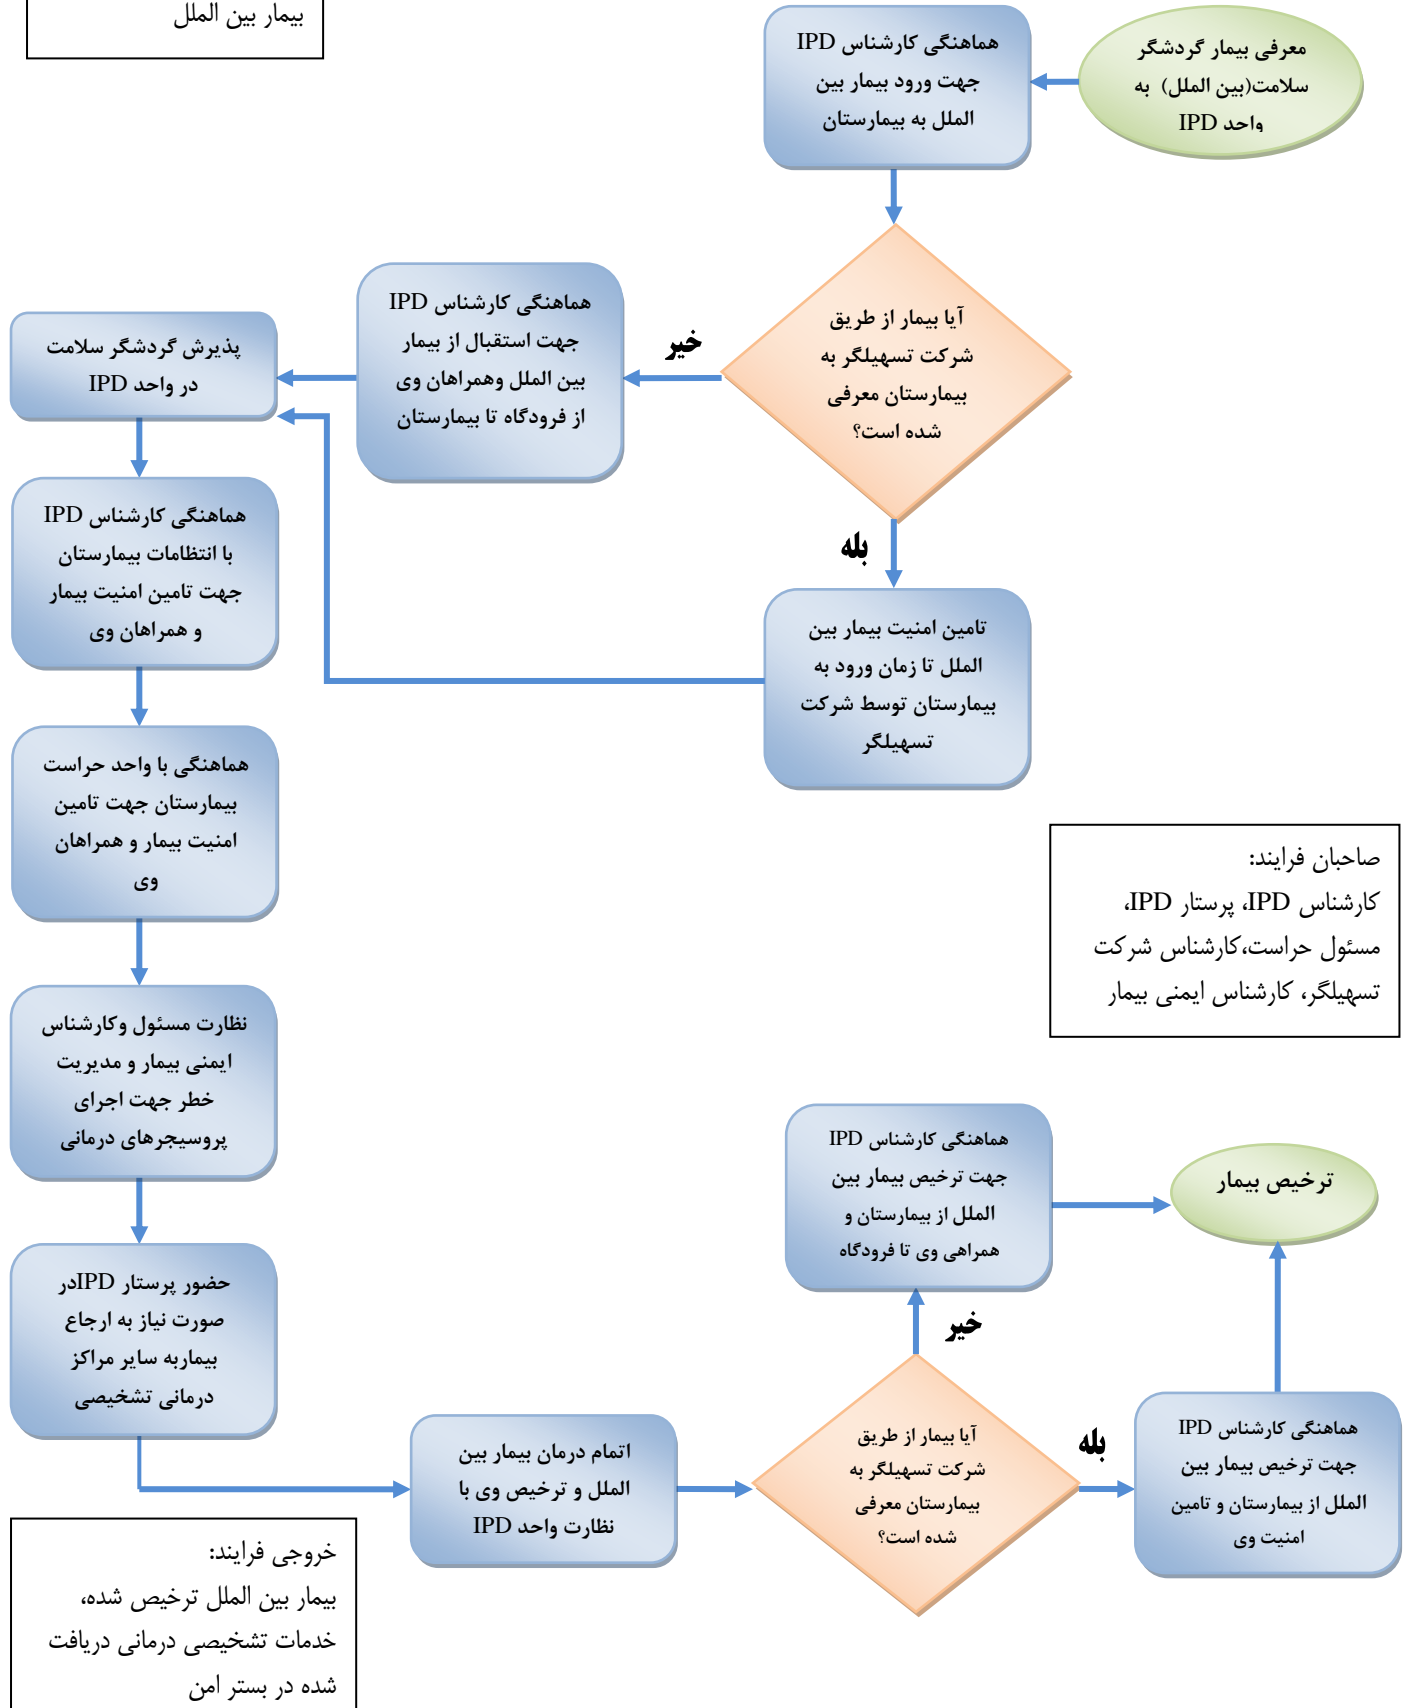 بیمار بین الملل
معرفی بیمار گردشگر
سلامت(بین الملل) به
واحد IPD
هماهنگی کارشناس IPD
جهت ورود بیمار بین
الملل به بیمارستان
آیا بیمار از طریق
شرکت تسهیلگر به
بیمارستان معرفی
شده است؟
خیر
هماهنگی کارشناس IPD
جهت استقبال از بیمار
بین الملل وهمراهان وی
از فرودگاه تا بیمارستان
پذیرش گردشگر سلامت
در واحد IPD
بله
تامین امنیت بیمار بین
الملل تا زمان ورود به
بیمارستان توسط شرکت
تسهیلگر
هماهنگی کارشناس IPD
با انتظامات بیمارستان
جهت تامین امنیت بیمار
و همراهان وی
هماهنگی با واحد حراست
بیمارستان جهت تامین
امنیت بیمار و همراهان
وی
صاحبان فرایند:
کارشناس IPD، پرستار IPD،
مسئول حراست،کارشناس شرکت
تسهیلگر، کارشناس ایمنی بیمار
نظارت مسئول وکارشناس
ایمنی بیمار و مدیریت
خطر جهت اجرای
پروسیجرهای درمانی
حضور پرستار IPDدر
صورت نیاز به ارجاع
بیماربه سایر مراکز
درمانی تشخیصی
اتمام درمان بیمار بین
الملل و ترخیص وی با
نظارت واحد IPD
آیا بیمار از طریق
شرکت تسهیلگر به
بیمارستان معرفی
شده است؟
خیر
هماهنگی کارشناس IPD
جهت ترخیص بیمار بین
الملل از بیمارستان و
همراهی وی تا فرودگاه
بله
هماهنگی کارشناس IPD
جهت ترخیص بیمار بین
الملل از بیمارستان و تامین
امنیت وی
ترخیص بیمار
خروجی فرایند:
بیمار بین الملل ترخیص شده،
خدمات تشخیصی درمانی دریافت
شده در بستر امن